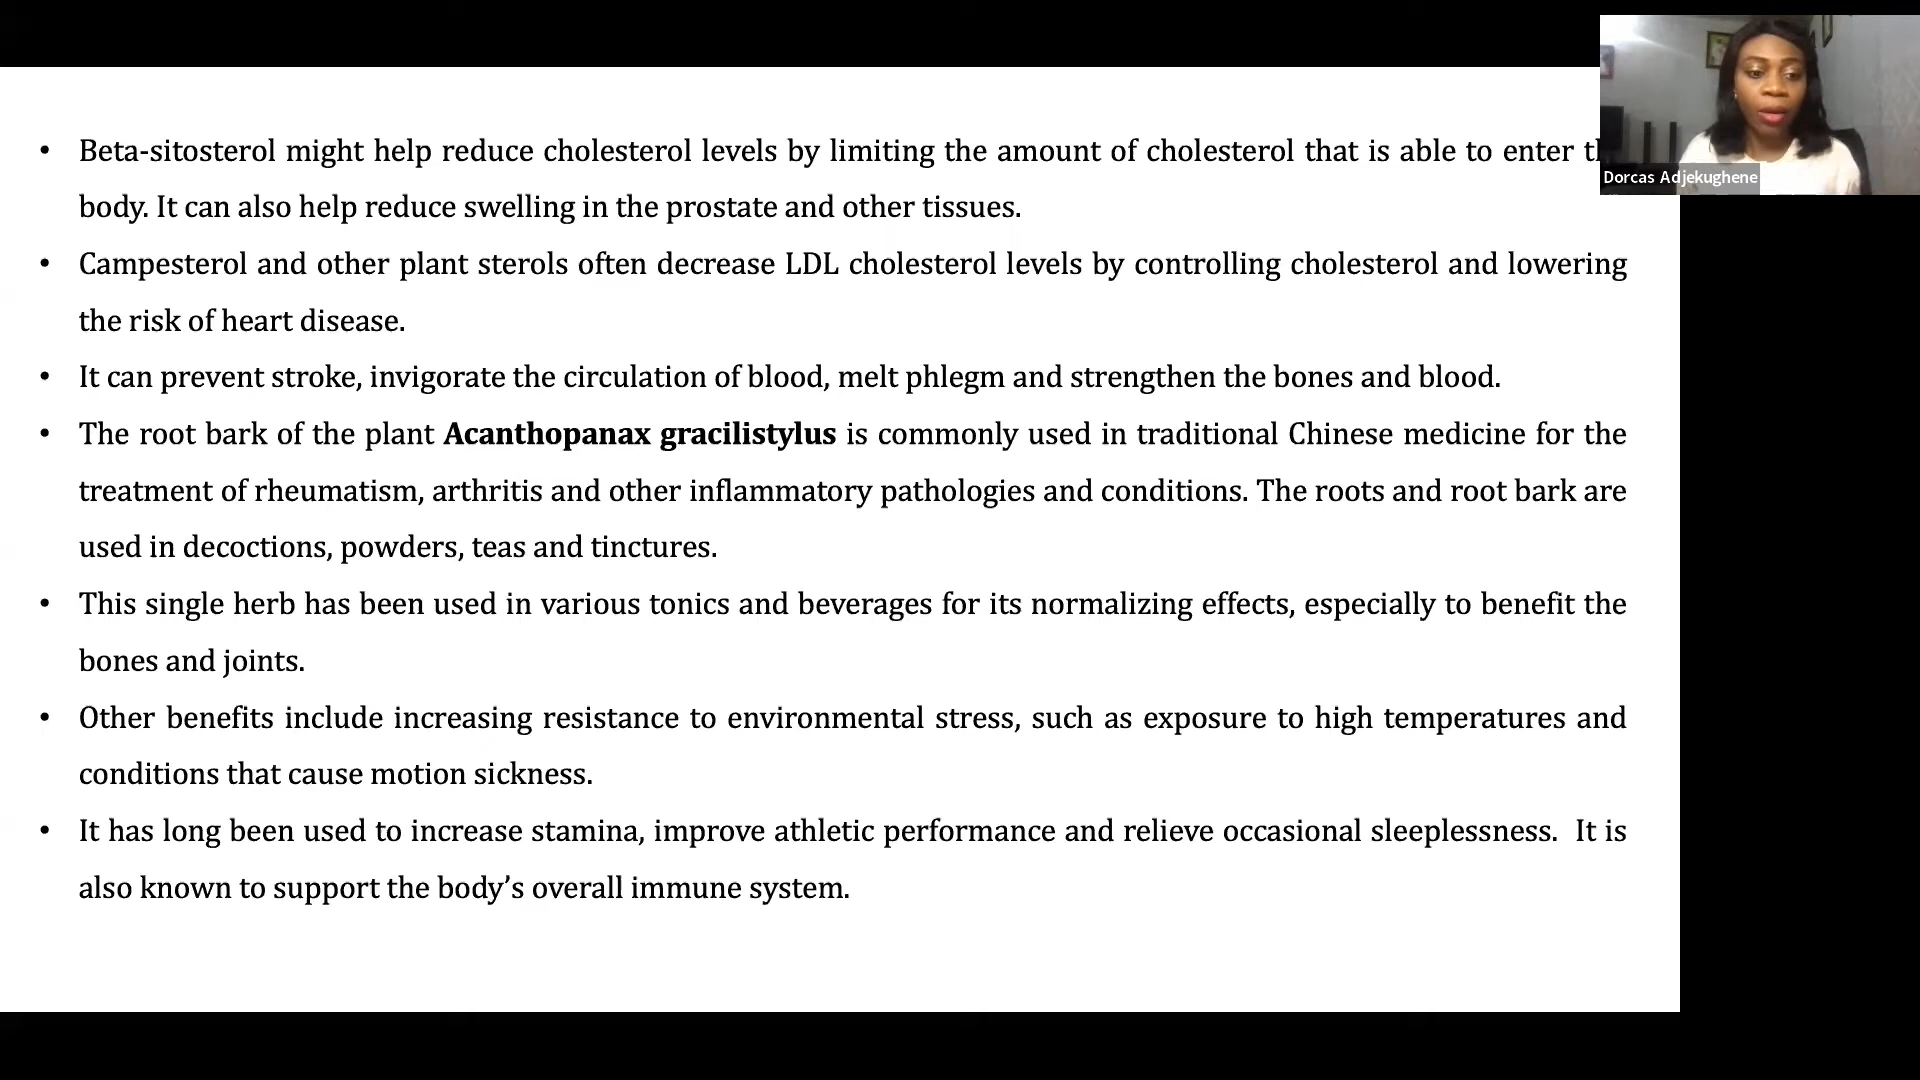 • Beta-sitosterol might help reduce cholesterol levels by limiting the amount of cholesterol that is able to enter
body. It can also help reduce swelling in the prostate and other tissues.
• Campesterol and other plant sterols often decrease LDL cholesterol levels by controlling cholesterol and lowering
the risk of heart disease.
• It can prevent stroke, invigorate the circulation of blood, melt phlegm and strengthen the bones and blood.
• The root bark of the plant Acanthopanax gracilistylus is commonly used in traditional Chinese medicine for the
treatment of rheumatism, arthritis and other inflammatory pathologies and conditions. The roots and root bark are
used in decoctions, powders, teas and tinctures.
• This single herb has been used in various tonics and beverages for its normalizing effects, especially to benefit the
bones and joints.
• Other benefits include increasing resistance to environmental stress, such as exposure to high temperatures and
conditions that cause motion sickness.
• It has long been used to increase stamina, improve athletic performance and relieve occasional sleeplessness.  It is
also known to support the body’s overall immune system.
Dorcas Adjekughene